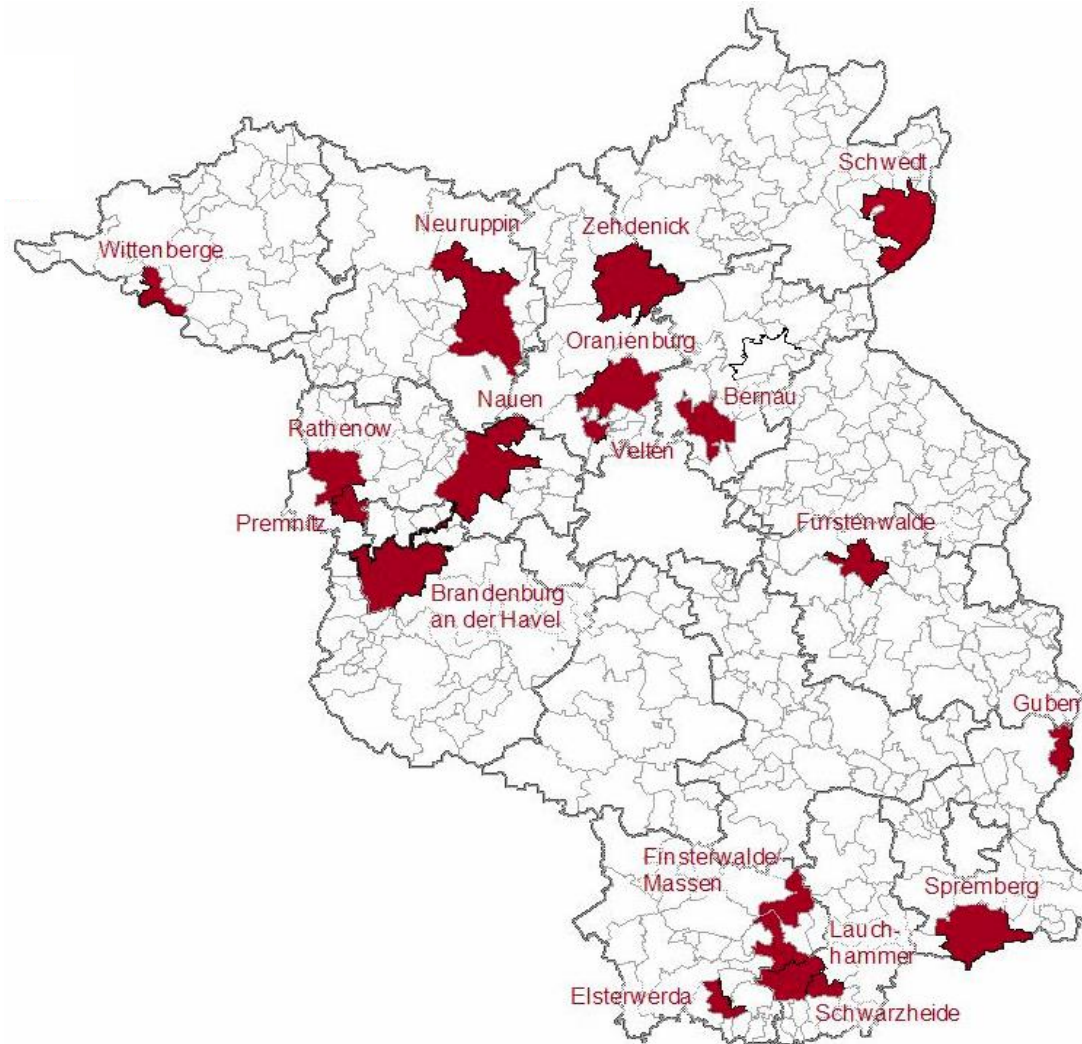 Schwedt
Neuruppin
Zehdenick
Wittenberge
Oranienburg
Nauen
Bernau
Rathenow
Velten
Premnitz
Fürstenwalde
Brandenburg
an der Havel
Guben
Finsterwalde/
Massen
Spremberg
Lauch-
hammer
Elsterwerda
Schwarzheide